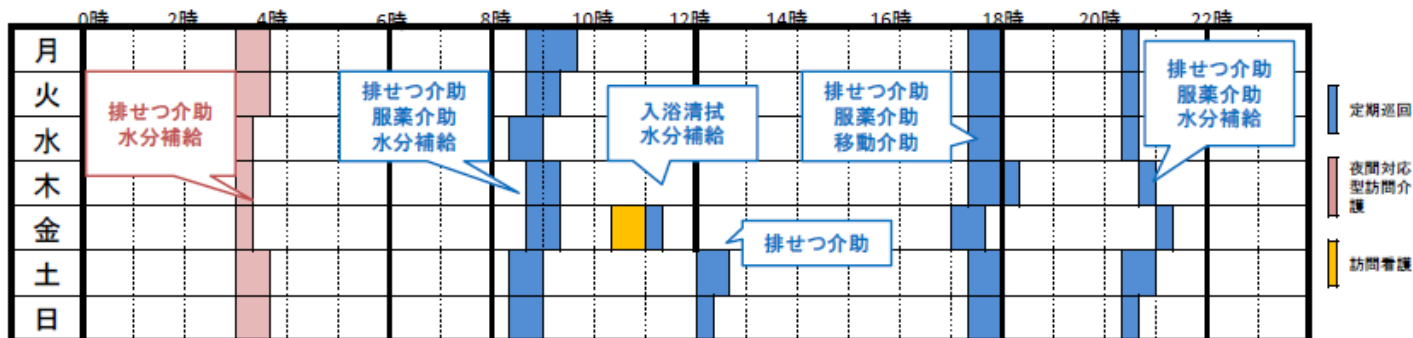 0時 2時 4時 6時 8時 10時 12時 14時 16時 18時 20時 22時
月
火
水
木
金
土
日
排せつ介助
水分補給
排せつ介助
服薬介助
水分補給
入浴清拭
水分補給
排せつ介助
排せつ介助
服薬介助
移動介助
排せつ介助
服薬介助
水分補給
定期巡回
夜間対応
型訪問介
護
訪問看護